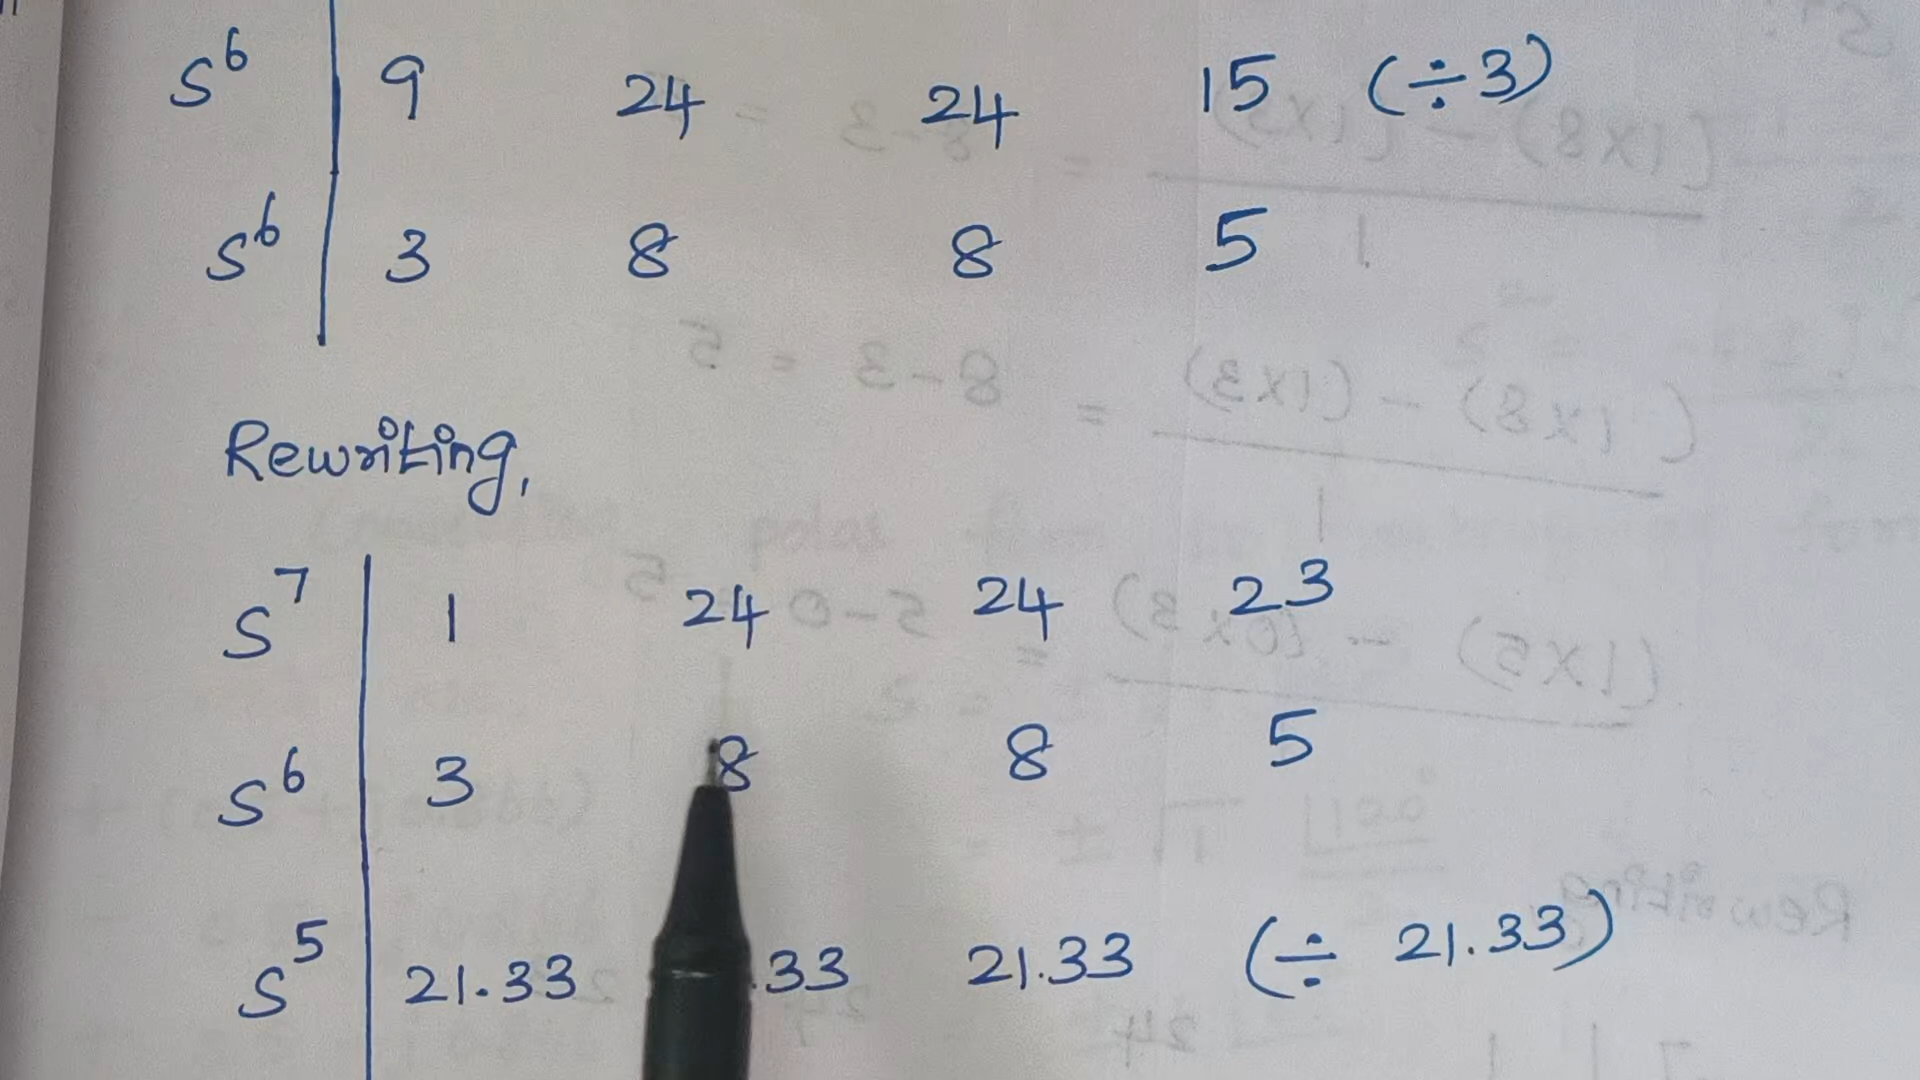 S⁶ 9 24 24 15 (÷3)
S⁶ 3 8 8 5
Rewriting,
S⁷ 1 24 24 23
S⁶ 3 8 8 5
S⁵ 21.33 .33 21.33 (÷ 21.33)